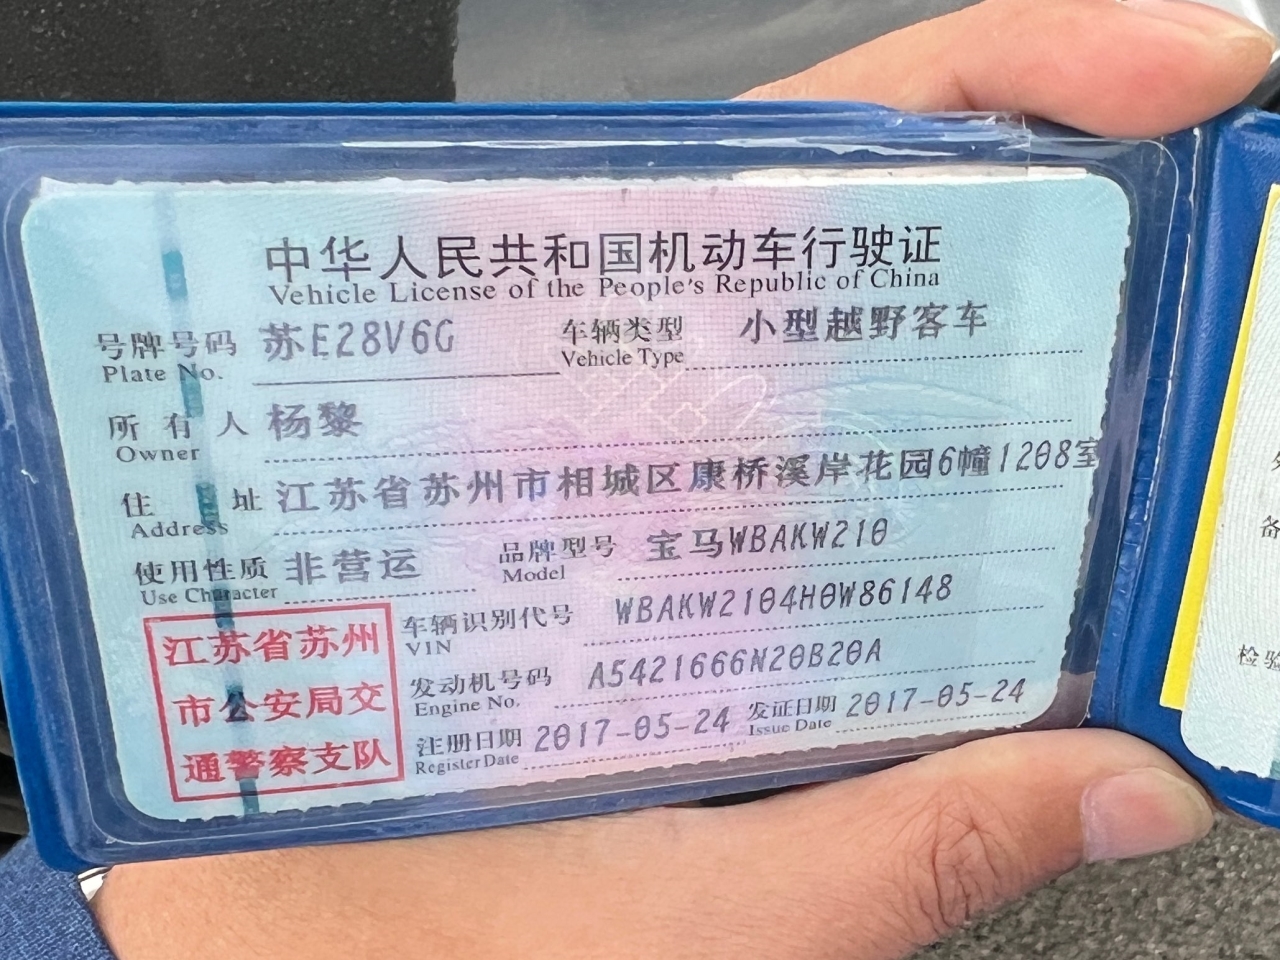 中华人民共和国机动车行驶证
Vehicle License of the People's Republic of China
号牌号码 苏E28V6G 车辆类型 小型越野客车
Plate No. Vehicle Type
所有人 杨黎
Owner
住址 江苏省苏州市相城区康桥溪岸花园6幢1208室
Address
使用性质 非营运 品牌型号 宝马WBAKW210
Use Character Model
江苏省苏州
市公安局交
通警察支队
车辆识别代号 WBAKW2104H0W86148
VIN
发动机号码 A5421666N20B20A
Engine No.
注册日期 2017-05-24 发证日期 2017-05-24
Register Date Issue Date
备
检验